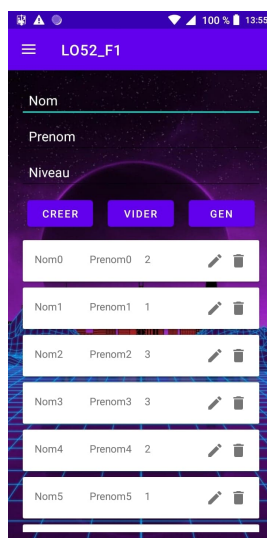 100 % 13:55
LO52_F1
Nom
Prenom
Niveau
CREER VIDER GEN
Nom0 Prenom0 2
Nom1 Prenom1 1
Nom2 Prenom2 3
Nom3 Prenom3 3
Nom4 Prenom4 2
Nom5 Prenom5 1